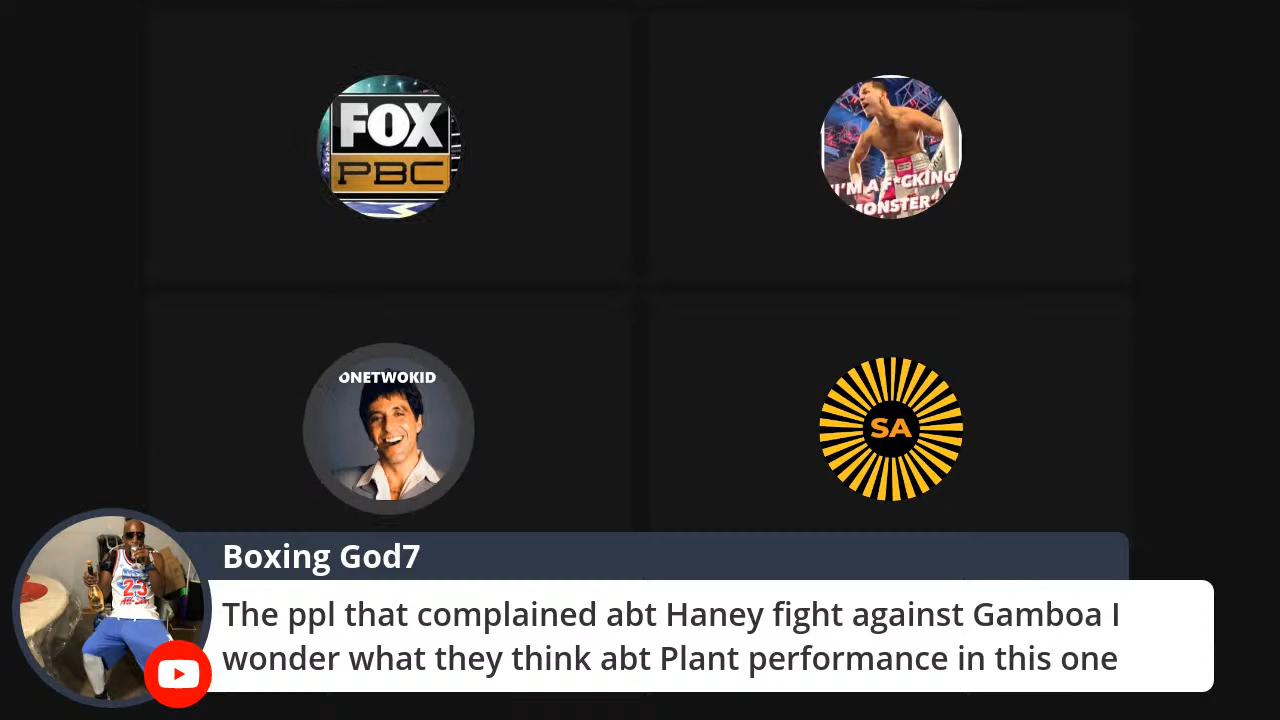 FOX
PBC
"I'M A F*CKING
MONSTER"
ONETWOKID
SA
23
Boxing God7
The ppl that complained abt Haney fight against Gamboa I
wonder what they think abt Plant performance in this one